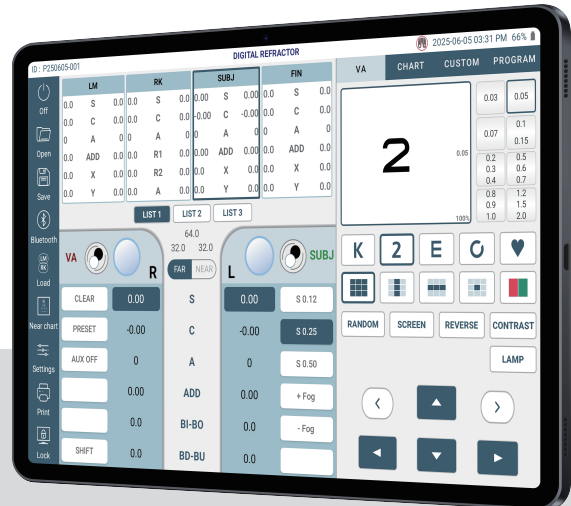 ID : P250605-001
DIGITAL REFRACTOR
2025-06-05 03:31 PM 66%
Off
Open
Save
Bluetooth
LM
RK
Load
Near chart
Settings
Print
Lock
LM RK SUBJ FIN
0.0 S 0.0 0.0 S 0.0 0.00 S 0.00 0.0 S 0.0
0.0 C 0.0 0.0 C 0.0 -0.00 C -0.00 0.0 C 0.0
0 A 0 0 A 0 0 A 0 0 A 0
0.0 ADD 0.0 0.0 R1 0.0 0.00 ADD 0.00 0.0 ADD 0.0
0.0 X 0.0 0.0 R2 0.0 0.0 X 0.0 0.0 X 0.0
0.0 Y 0.0 0.0 A 0.0 0.0 Y 0.0 0.0 Y 0.0
LIST 1 LIST 2 LIST 3
64.0
32.0 32.0
VA R FAR NEAR L SUBJ
CLEAR 0.00 S 0.00 S 0.12
PRESET -0.00 C -0.00 S 0.25
AUX OFF 0 A 0 S 0.50
0.00 ADD 0.00 + Fog
0.0 BI-BO 0.0 - Fog
SHIFT 0.0 BD-BU 0.0
VA CHART CUSTOM PROGRAM
2
0.05
100%
0.03 0.05
0.07 0.1
0.15
0.2 0.5
0.3 0.6
0.4 0.7
0.8 1.2
0.9 1.5
1.0 2.0
K 2 E C
RANDOM SCREEN REVERSE CONTRAST
LAMP